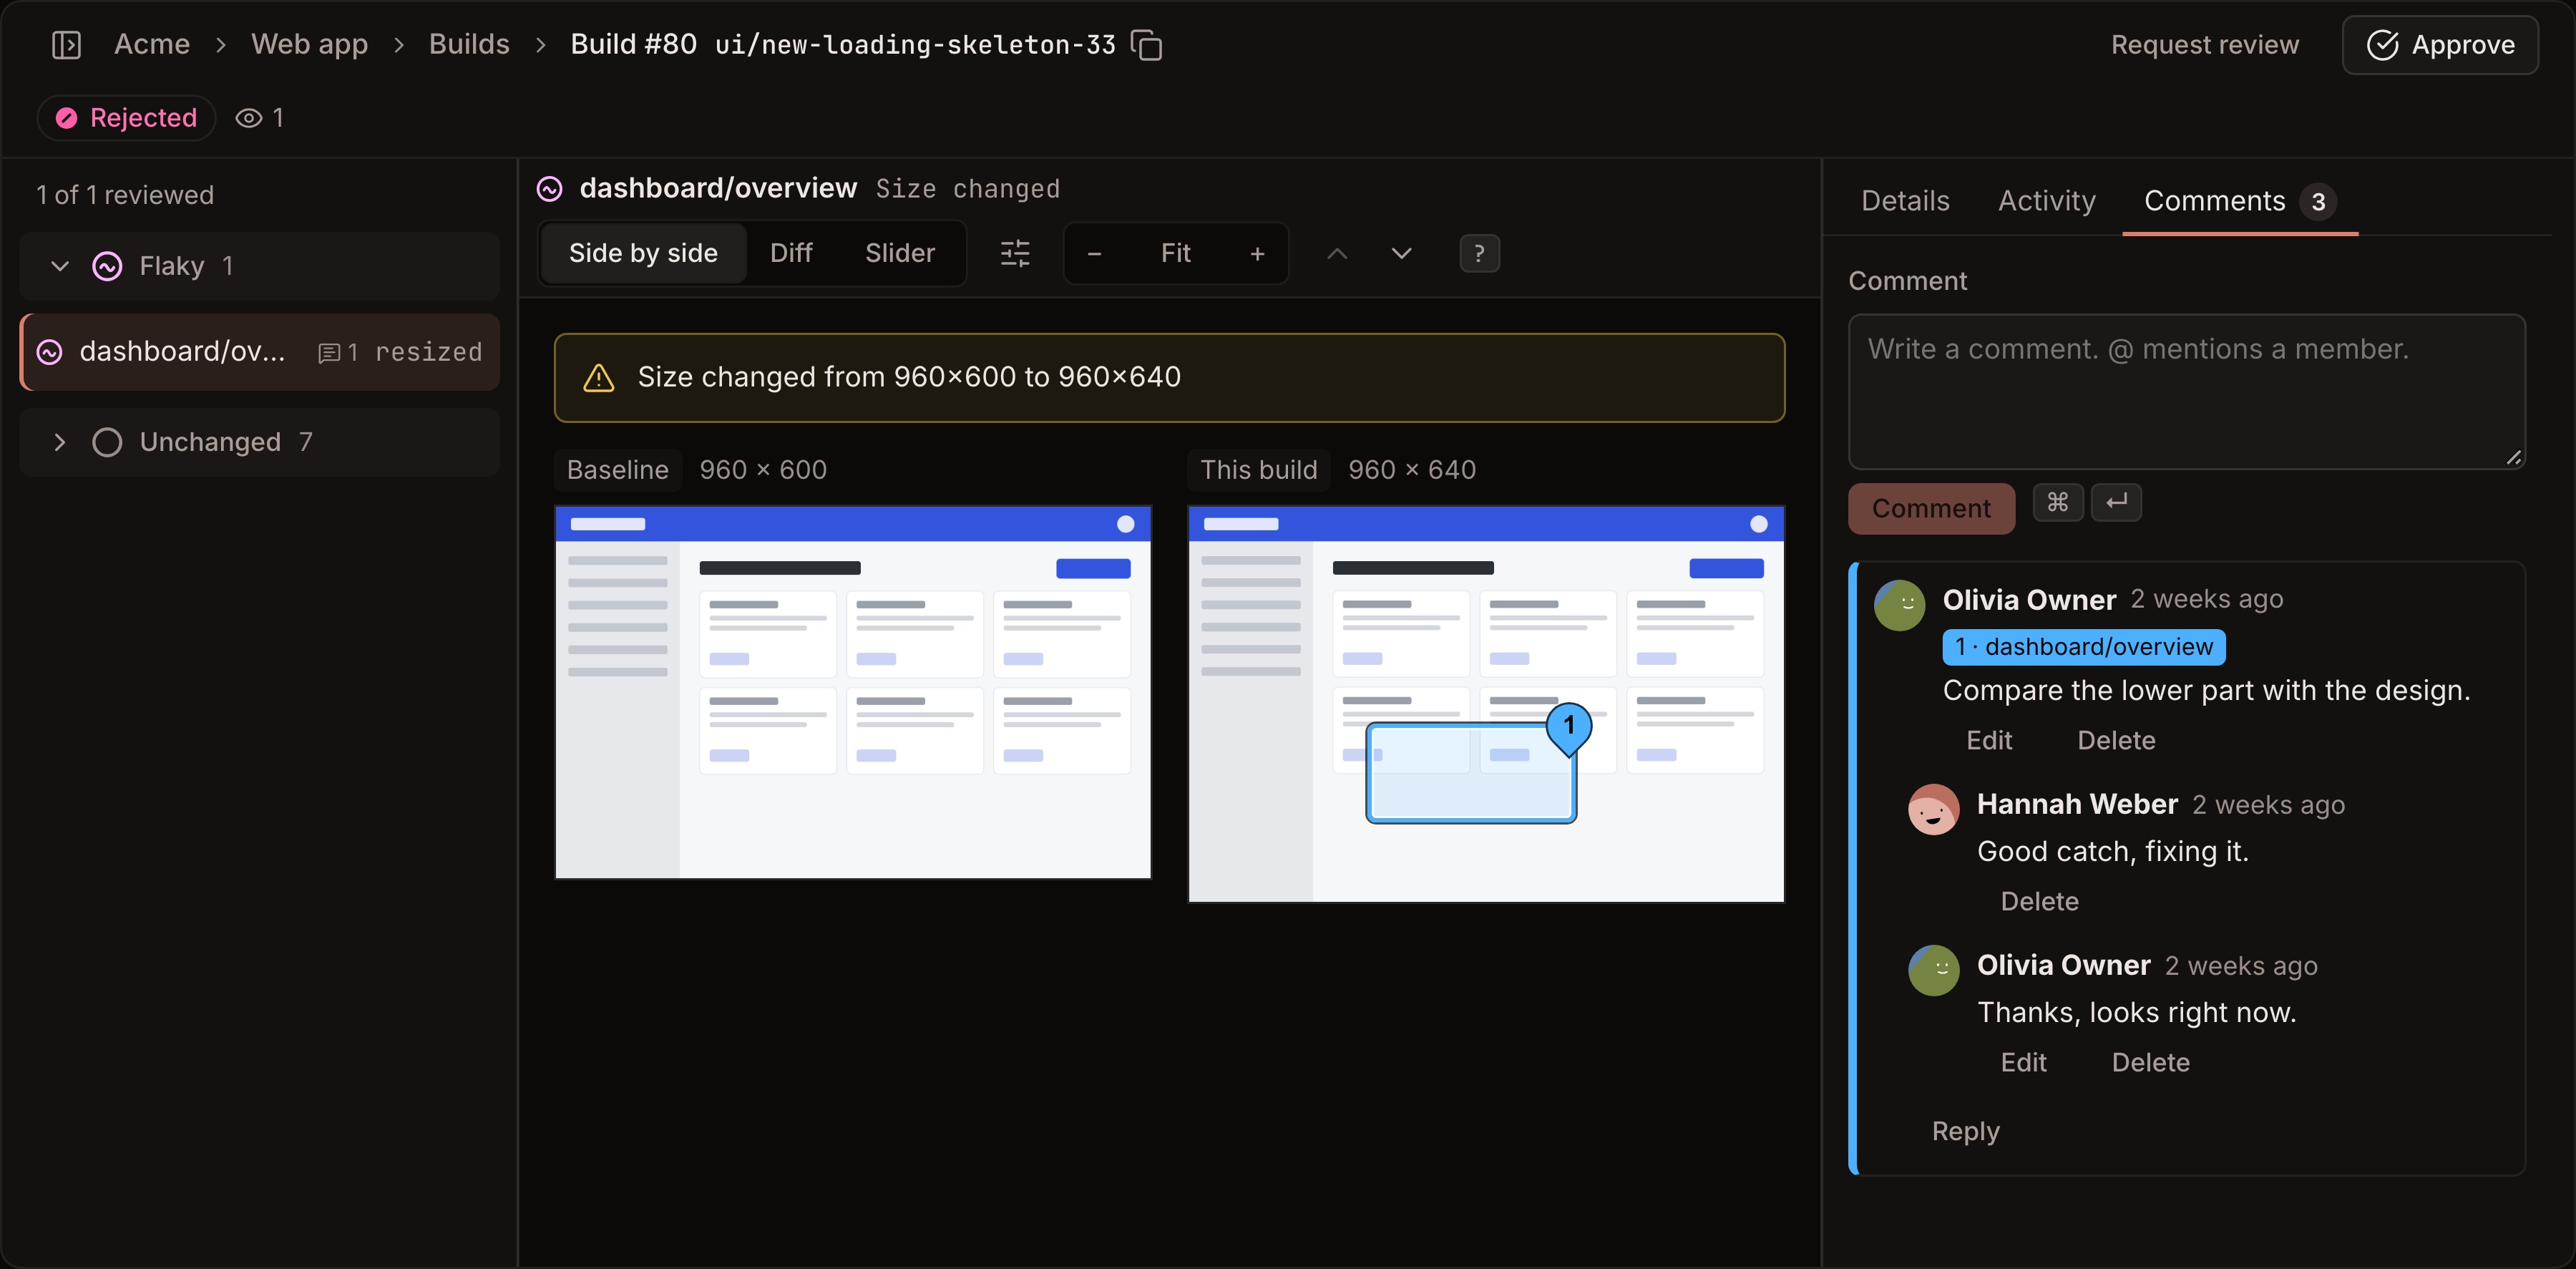 Acme > Web app > Builds > Build #80 ui/new-loading-skeleton-33
Request review
Approve
Rejected
1
1 of 1 reviewed
Flaky 1
dashboard/ov... 1 resized
Unchanged 7
dashboard/overview Size changed
Side by side Diff Slider − Fit + ?
Size changed from 960×600 to 960×640
Baseline 960 × 600
This build 960 × 640
1
Details Activity Comments 3
Comment
Write a comment. @ mentions a member.
Comment ⌘ ↵
Olivia Owner 2 weeks ago
1 · dashboard/overview
Compare the lower part with the design.
Edit Delete
Hannah Weber 2 weeks ago
Good catch, fixing it.
Delete
Olivia Owner 2 weeks ago
Thanks, looks right now.
Edit Delete
Reply